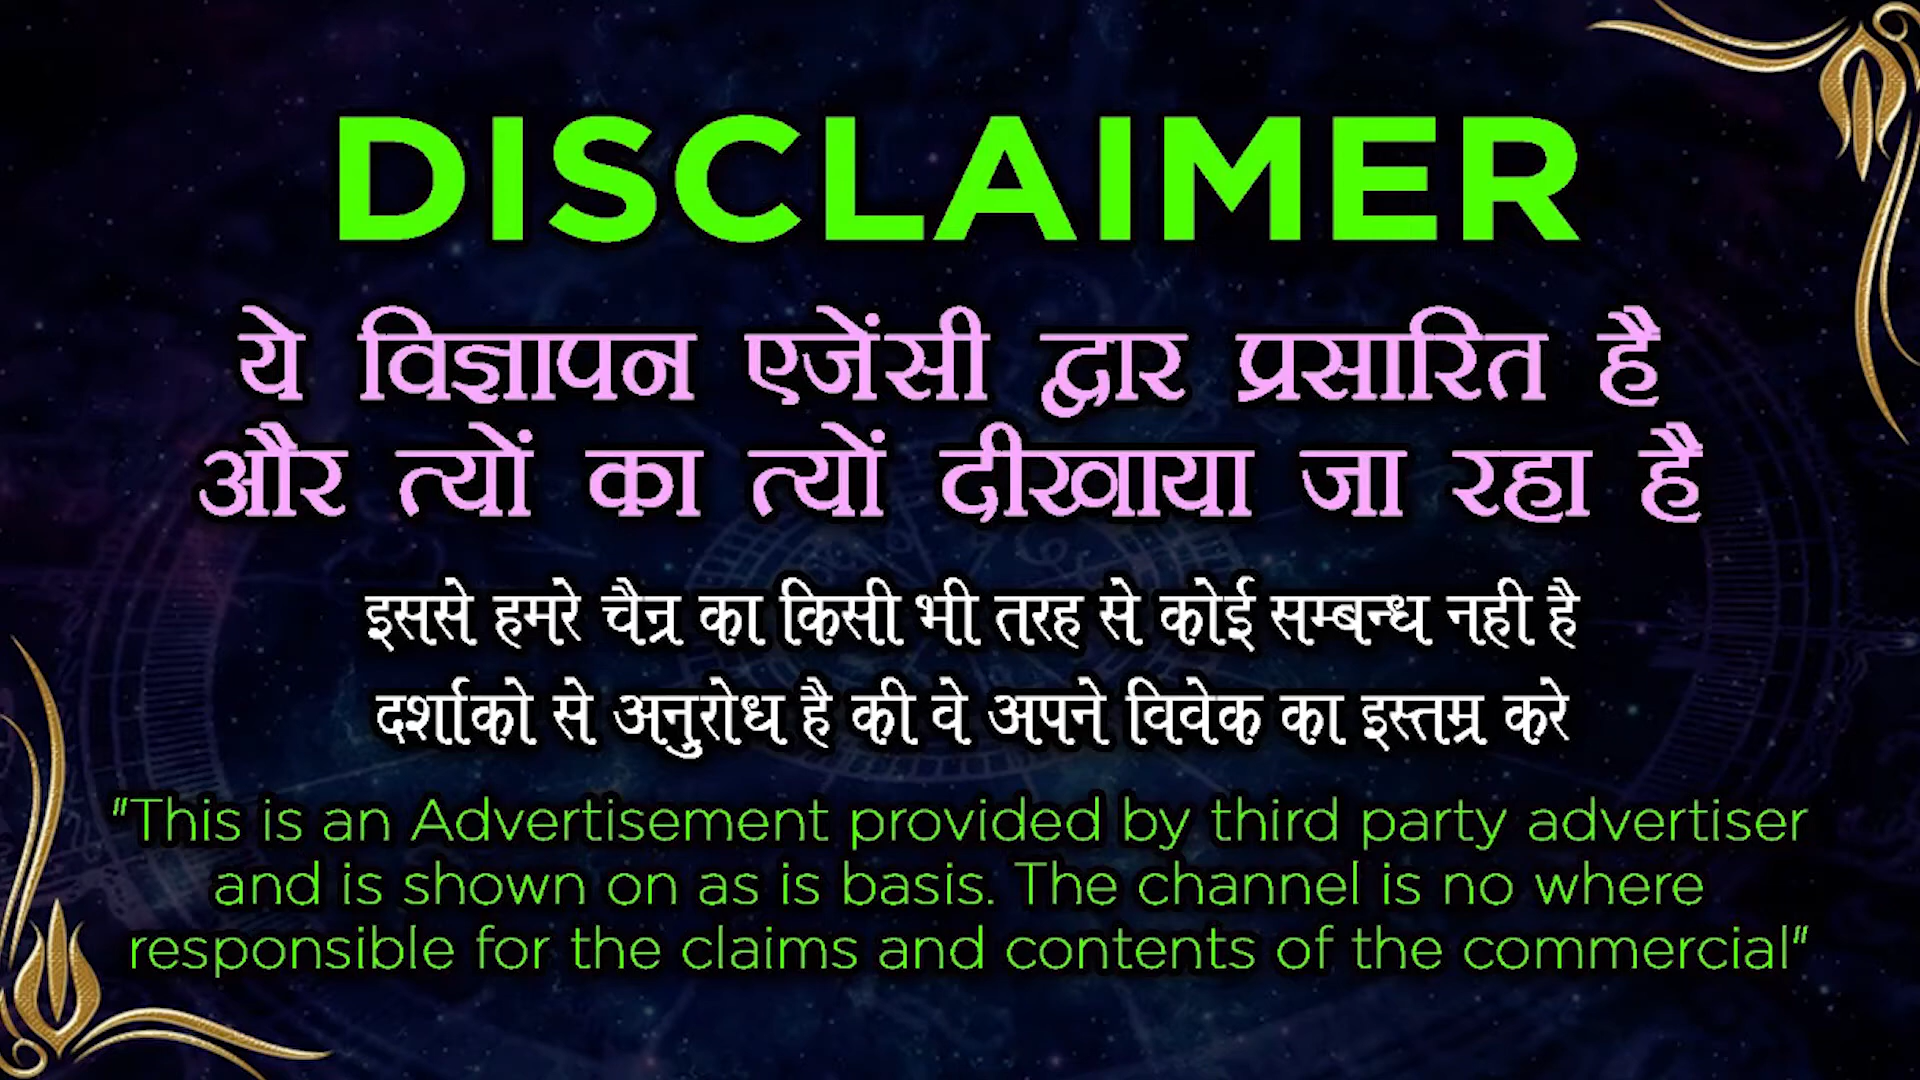 DISCLAIMER
ये विज्ञापन एजेंसी द्वार प्रसारित है
और त्यों का त्यों दीखाया जा रहा है
इससे हमरे चैन्र का किसी भी तरह से कोई सम्बन्ध नही है
दर्शाको से अनुरोध है की वे अपने विवेक का इस्तम्र करे
"This is an Advertisement provided by third party advertiser
and is shown on as is basis. The channel is no where
responsible for the claims and contents of the commercial"